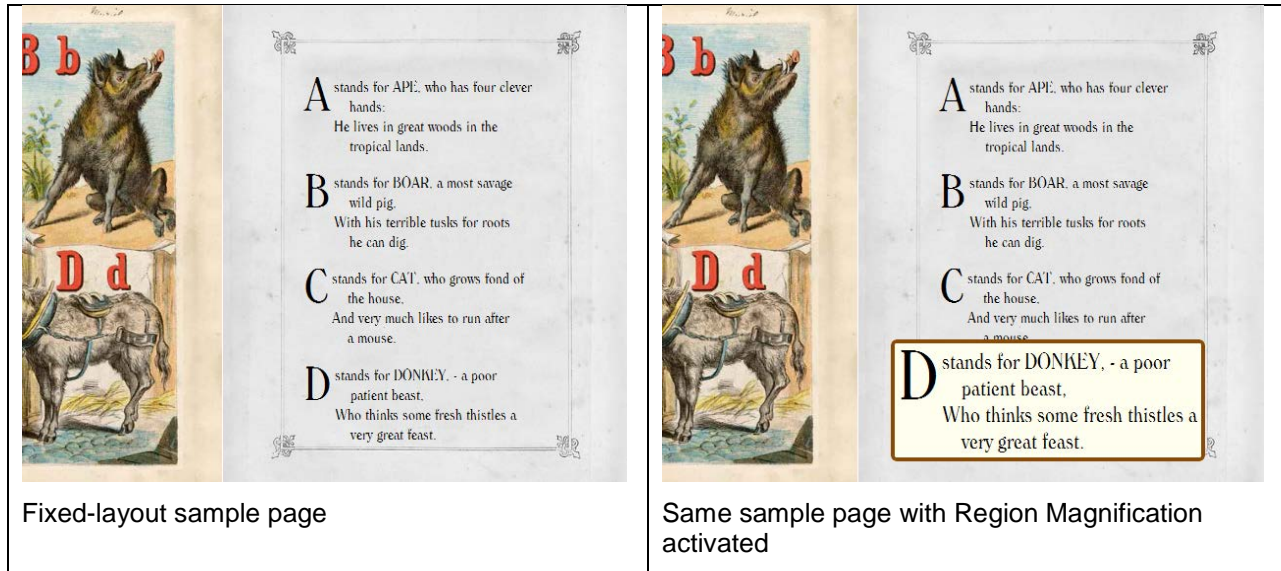 B b
D d
A stands for APE, who has four clever
hands:
He lives in great woods in the
tropical lands.
B stands for BOAR, a most savage
wild pig,
With his terrible tusks for roots
he can dig.
C stands for CAT, who grows fond of
the house,
And very much likes to run after
a mouse.
D stands for DONKEY, - a poor
patient beast,
Who thinks some fresh thistles a
very great feast.
Fixed-layout sample page
B b
D d
A stands for APE, who has four clever
hands:
He lives in great woods in the
tropical lands.
B stands for BOAR, a most savage
wild pig,
With his terrible tusks for roots
he can dig.
C stands for CAT, who grows fond of
the house,
And very much likes to run after
a mouse
D stands for DONKEY, - a poor
patient beast,
Who thinks some fresh thistles a
very great feast.
Same sample page with Region Magnification
activated